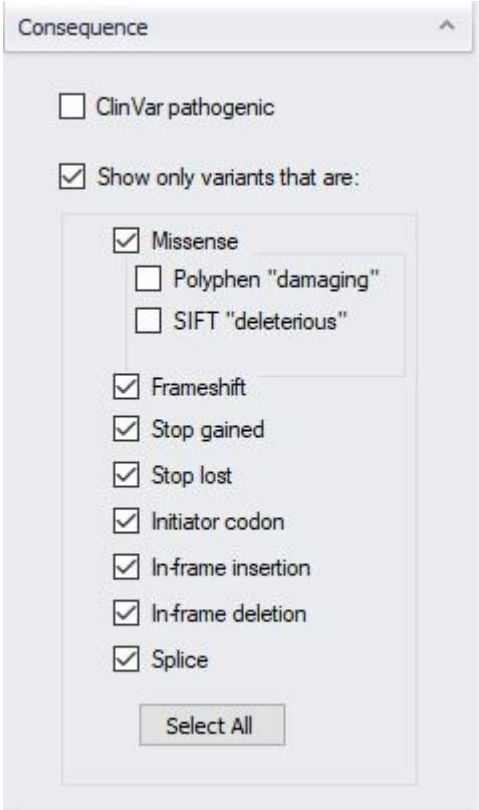 Consequence
ClinVar pathogenic
Show only variants that are:
Missense
Polyphen "damaging"
SIFT "deleterious"
Frameshift
Stop gained
Stop lost
Initiator codon
In-frame insertion
In-frame deletion
Splice
Select All